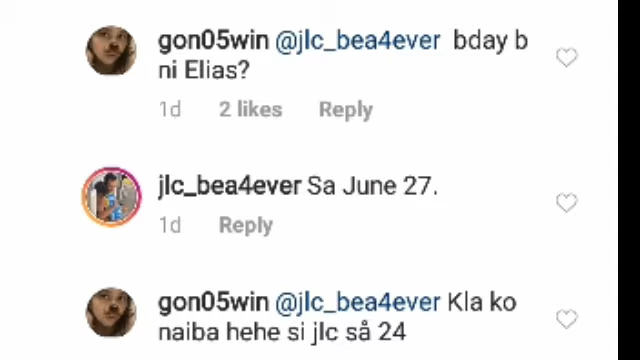 gon05win @jlc_bea4ever bday b
ni Elias?
1d 2 likes Reply
jlc_bea4ever Sa June 27.
1d Reply
gon05win @jlc_bea4ever Kla ko
naiba hehe si jlc så 24